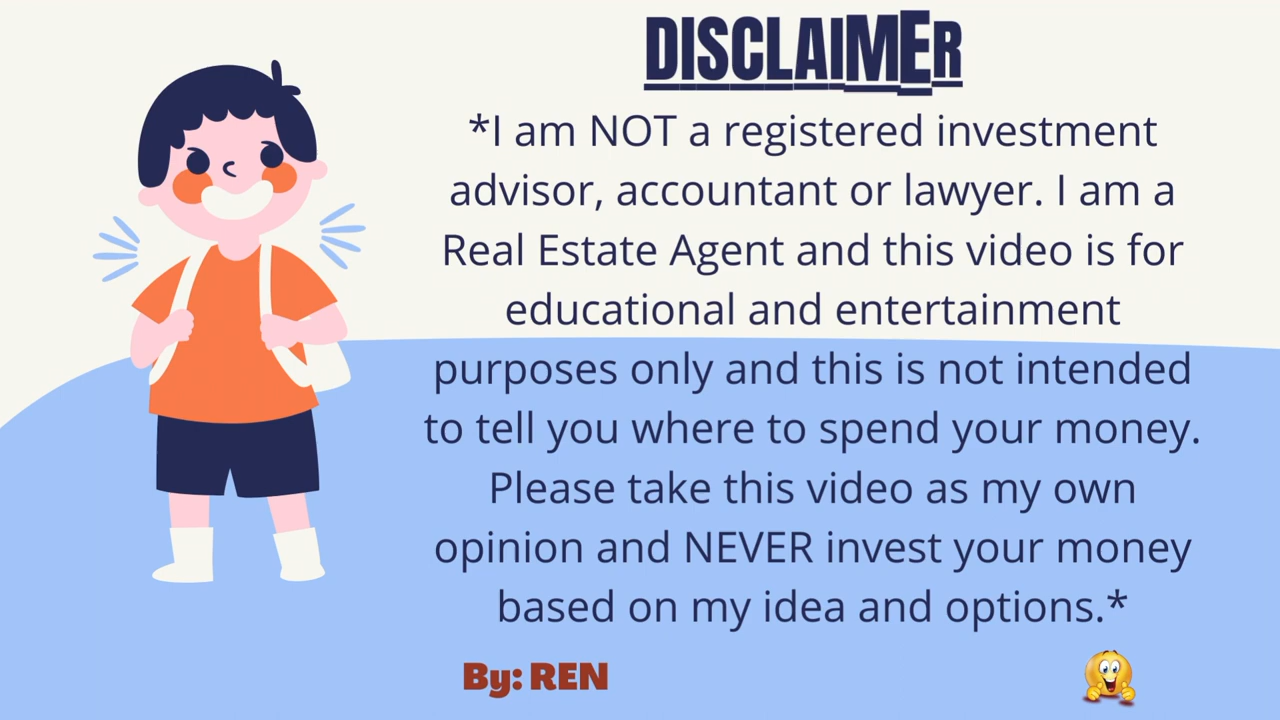 DISCLAIMER
*I am NOT a registered investment
advisor, accountant or lawyer. I am a
Real Estate Agent and this video is for
educational and entertainment
purposes only and this is not intended
to tell you where to spend your money.
Please take this video as my own
opinion and NEVER invest your money
based on my idea and options.*
By: REN